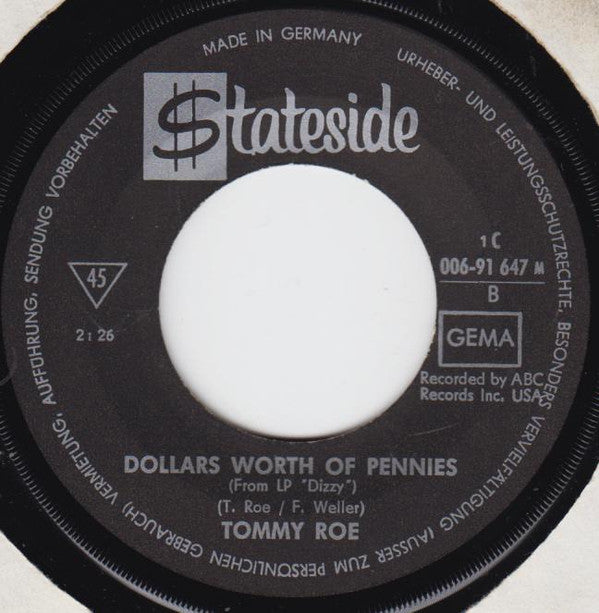 MADE IN GERMANY
URHEBER- UND LEISTUNGSSCHUTZRECHTE, BESONDERS VERVIELFÄLTIGUNG (AUSSER ZUM PERSÖNLICHEN GEBRAUCH) VERMIETUNG, AUFFÜHRUNG, SENDUNG VORBEHALTEN
$tateside
45
2:26
1 C
006-91 647 M
B
GEMA
Recorded by ABC
Records Inc. USA
DOLLARS WORTH OF PENNIES
(From LP "Dizzy")
(T. Roe / F. Weller)
TOMMY ROE